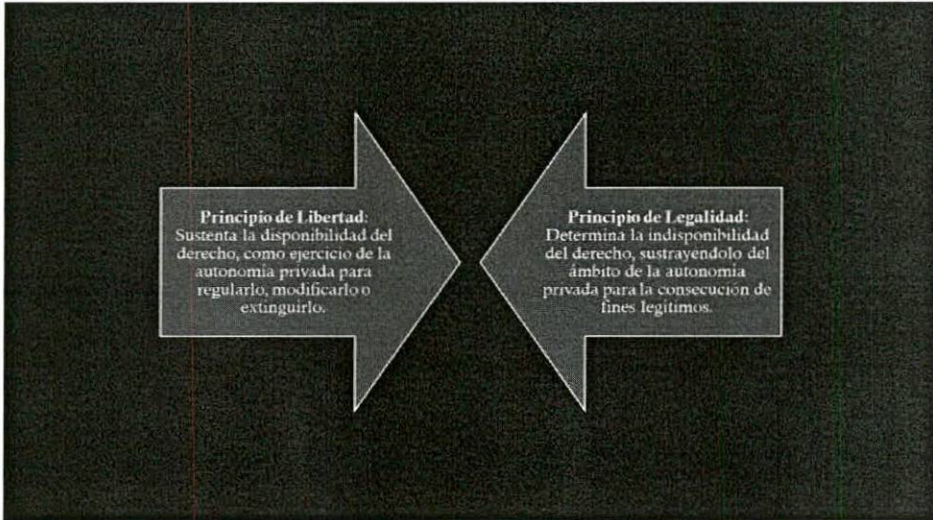 Principio de Libertad:
Sustenta la disponibilidad del
derecho, como ejercicio de la
autonomía privada para
regularlo, modificarlo o
extinguirlo.
Principio de Legalidad:
Determina la indisponibilidad
del derecho, sustrayéndolo del
ámbito de la autonomía
privada para la consecución de
fines legítimos.